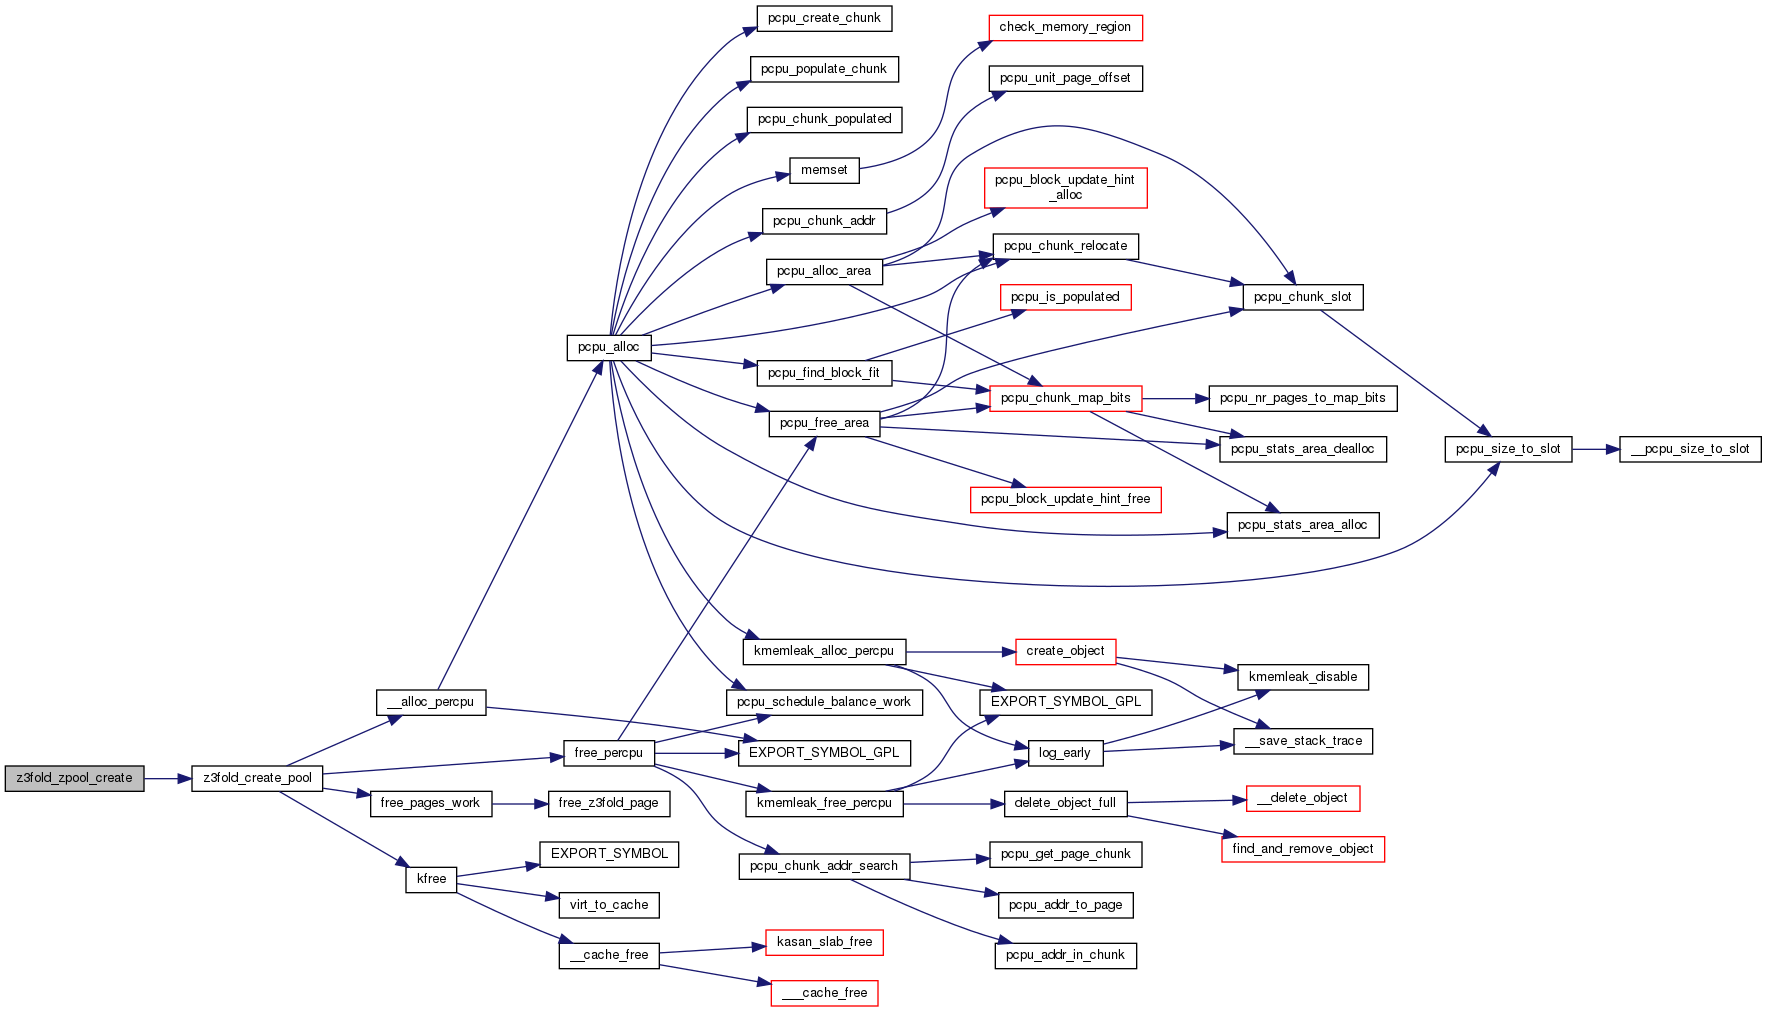 pcpu_create_chunk
check_memory_region
pcpu_populate_chunk
pcpu_unit_page_offset
pcpu_chunk_populated
memset
pcpu_block_update_hint
_alloc
pcpu_chunk_addr
pcpu_chunk_relocate
pcpu_alloc_area
pcpu_is_populated
pcpu_chunk_slot
pcpu_alloc
pcpu_find_block_fit
pcpu_chunk_map_bits
pcpu_nr_pages_to_map_bits
pcpu_free_area
pcpu_stats_area_dealloc
pcpu_size_to_slot
__pcpu_size_to_slot
pcpu_block_update_hint_free
pcpu_stats_area_alloc
kmemleak_alloc_percpu
create_object
kmemleak_disable
__alloc_percpu
pcpu_schedule_balance_work
EXPORT_SYMBOL_GPL
__save_stack_trace
free_percpu
EXPORT_SYMBOL_GPL
log_early
z3fold_zpool_create
z3fold_create_pool
free_pages_work
free_z3fold_page
kmemleak_free_percpu
delete_object_full
__delete_object
find_and_remove_object
EXPORT_SYMBOL
pcpu_chunk_addr_search
pcpu_get_page_chunk
kfree
virt_to_cache
pcpu_addr_to_page
__cache_free
kasan_slab_free
pcpu_addr_in_chunk
___cache_free